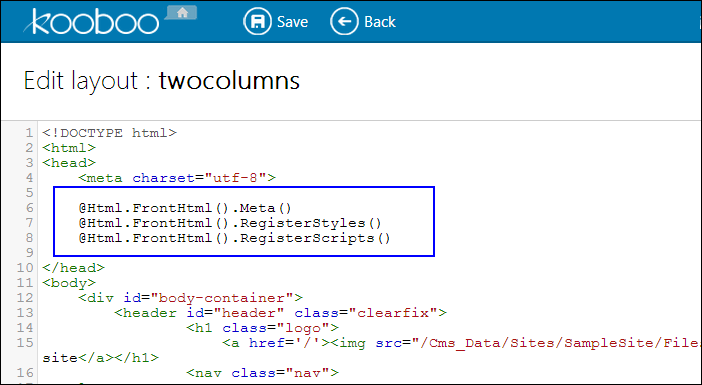 kooboo Save Back
Edit layout : twocolumns
1 <!DOCTYPE html>
2 <html>
3 <head>
4 <meta charset="utf-8">
5
6 @Html.FrontHtml().Meta()
7 @Html.FrontHtml().RegisterStyles()
8 @Html.FrontHtml().RegisterScripts()
9
10 </head>
11 <body>
12 <div id="body-container">
13 <header id="header" class="clearfix">
14 <h1 class="logo">
15 <a href='/'><img src="/Cms_Data/Sites/SampleSite/File
site</a></h1>
16 <nav class="nav">